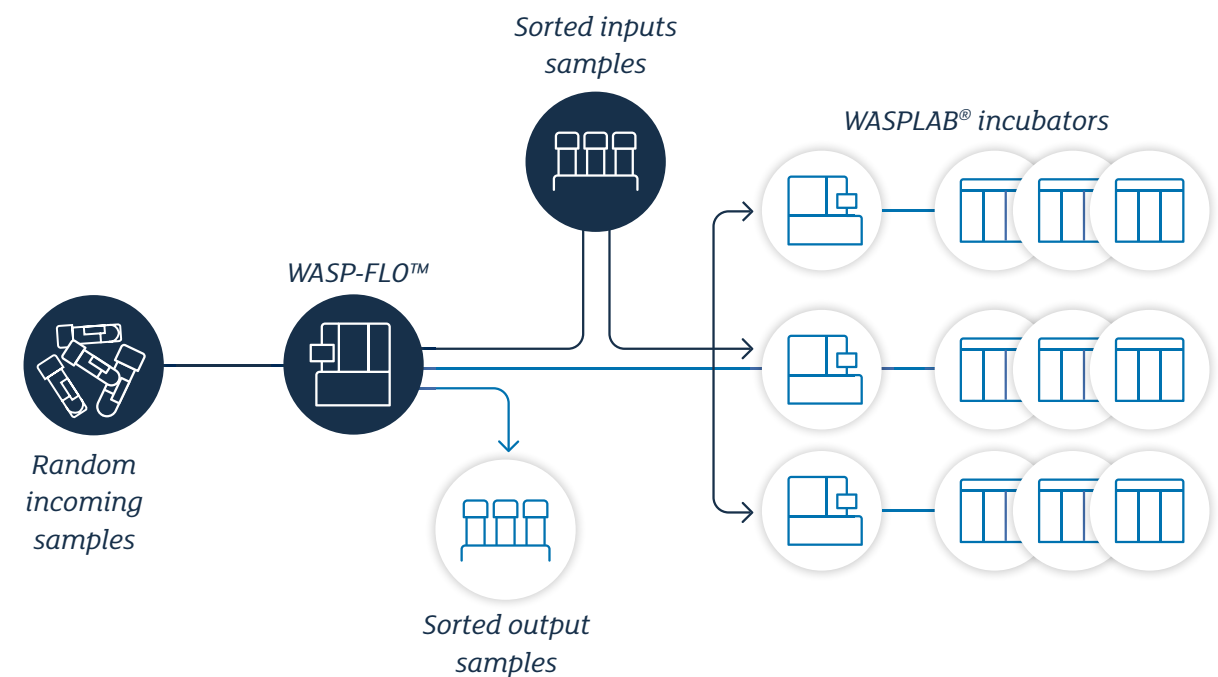 Sorted inputs
samples
WASPLAB® incubators
WASP-FLO™
Random
incoming
samples
Sorted output
samples